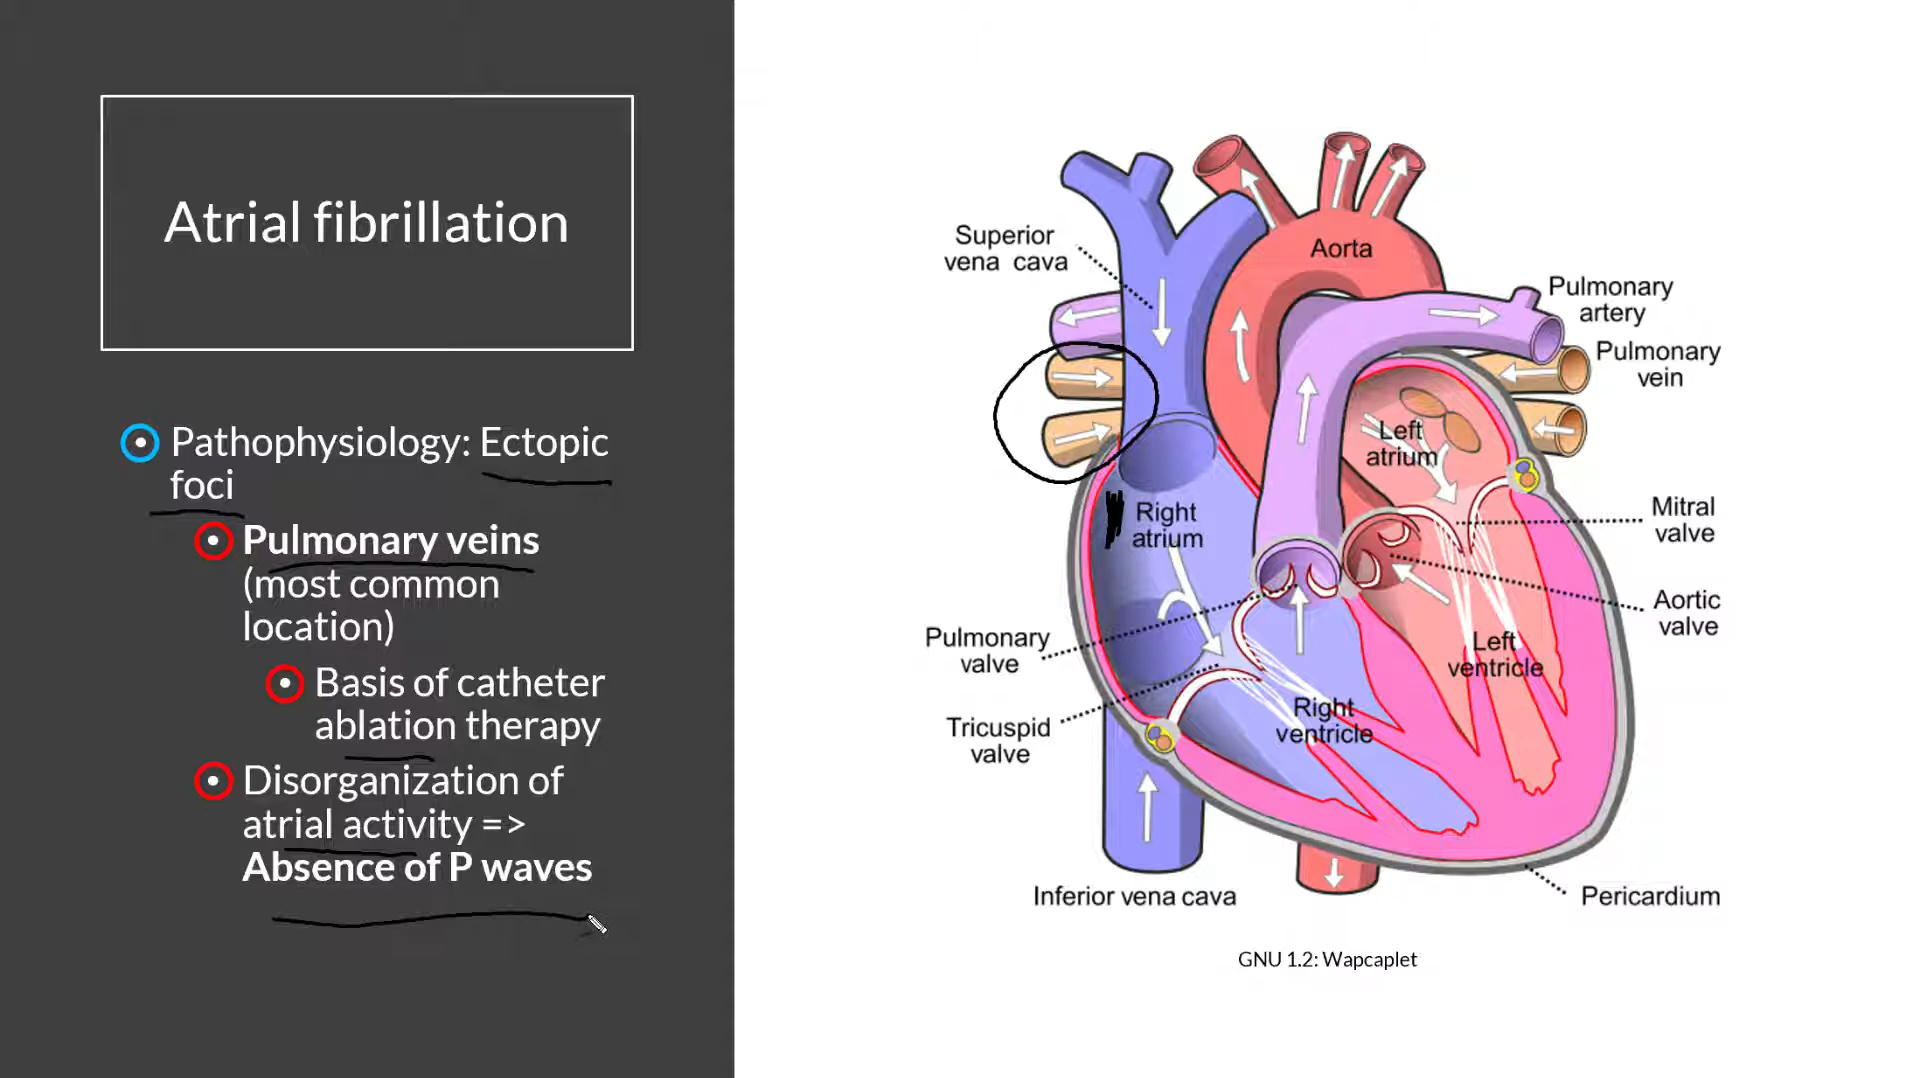 Atrial fibrillation
Pathophysiology: Ectopic
foci
Pulmonary veins
(most common
location)
Basis of catheter
ablation therapy
Disorganization of
atrial activity =>
Absence of P waves
Superior
vena cava
Aorta
Pulmonary
artery
Pulmonary
vein
Left
atrium
Right
atrium
Mitral
valve
Aortic
valve
Pulmonary
valve
Left
ventricle
Tricuspid
valve
Right
ventricle
Inferior vena cava
Pericardium
GNU 1.2: Wapcaplet